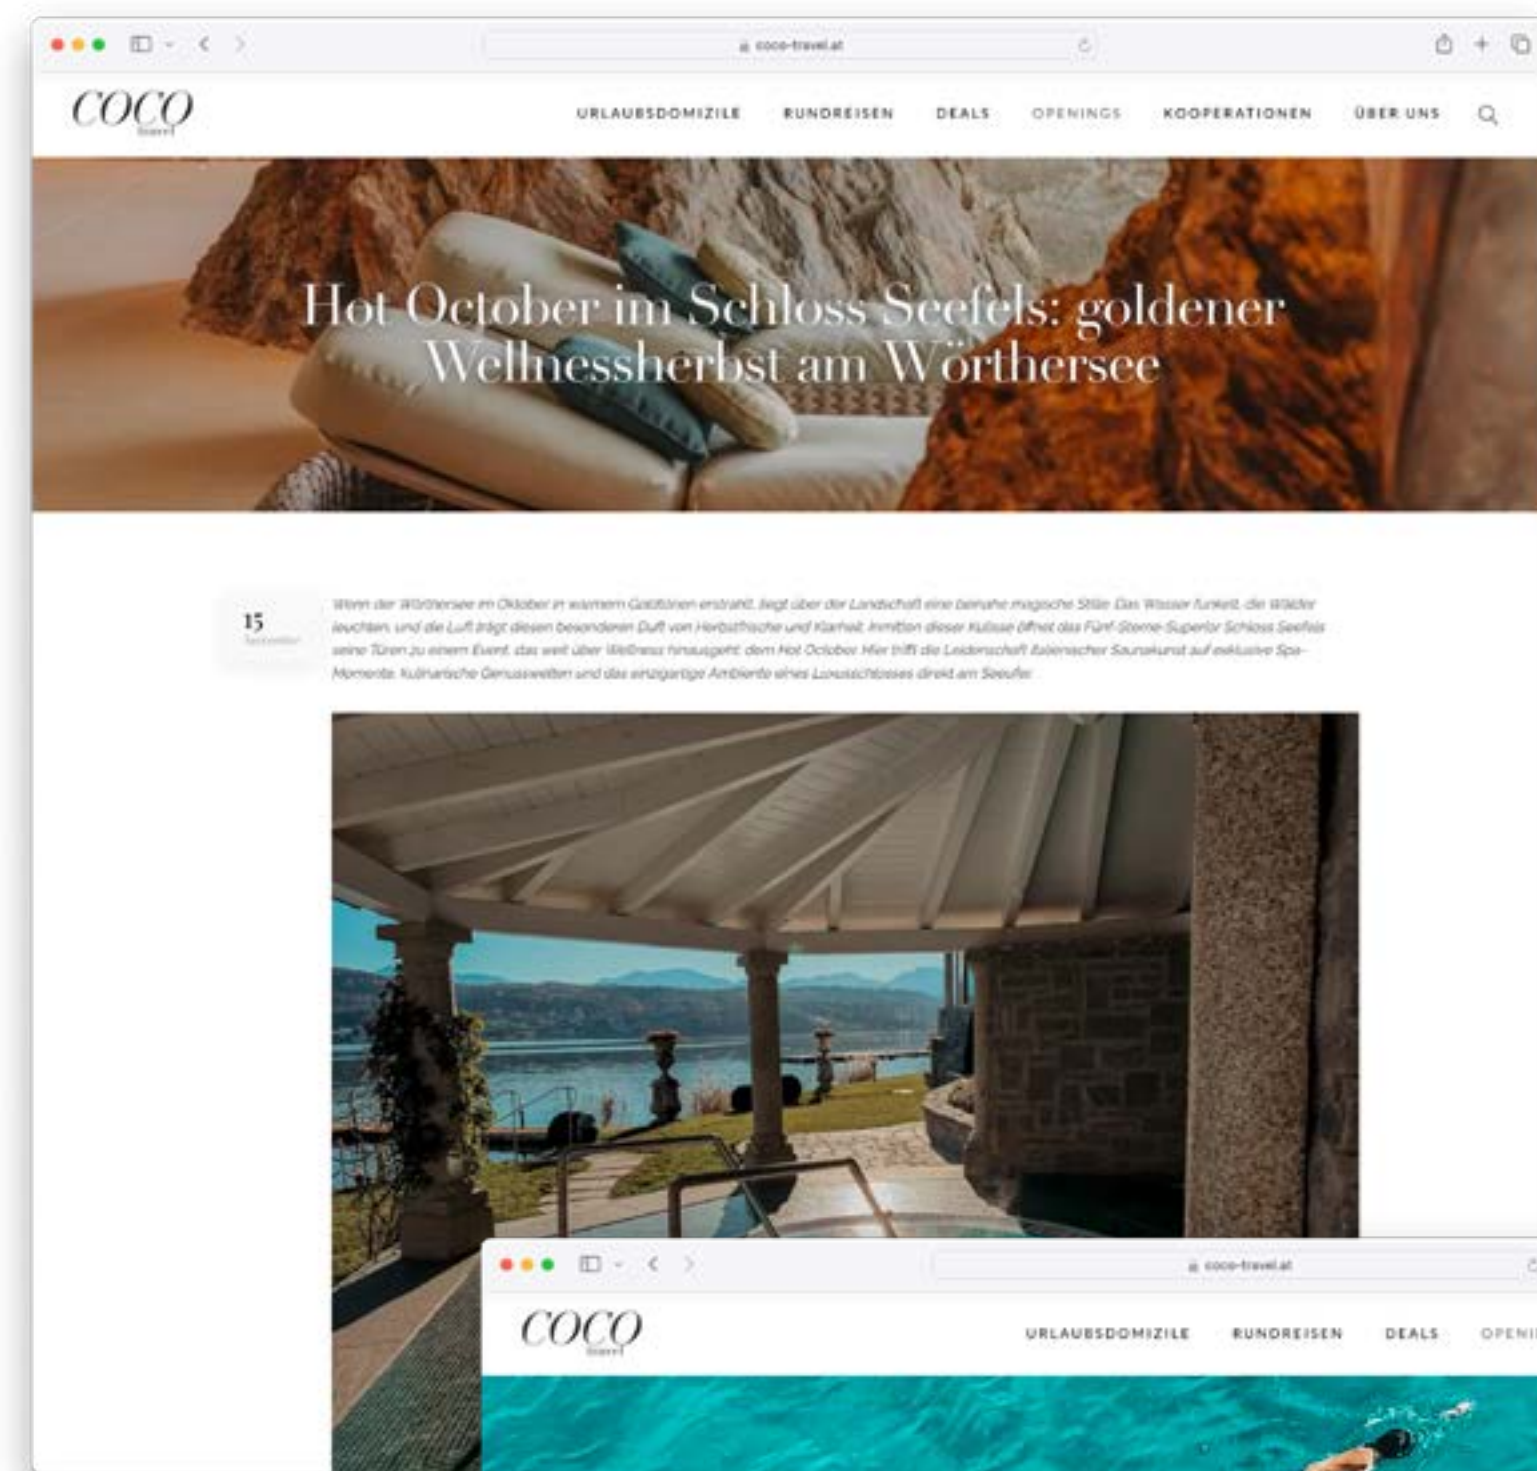 coco-travel.at
COCO
travel
URLAUBSDOMIZILE RUNDREISEN DEALS OPENINGS KOOPERATIONEN ÜBER UNS
Hot October im Schloss Seefels: goldener
Wellnessherbst am Wörthersee
15
September
Wenn der Wörthersee im Oktober in warmem Goldtönen erstrahlt, liegt über der Landschaft eine beinahe magische Stille. Das Wasser funkelt, die Wälder
leuchten, und die Luft trägt diesen besonderen Duft von Herbstfrische und Klarheit. Inmitten dieser Kulisse öffnet das Fünf-Sterne-Superior Schloss Seefels
seine Türen zu einem Event, das weit über Wellness hinausgeht: dem Hot October. Hier trifft die Leidenschaft italienischer Saunakunst auf exklusive Spa-
Momente, kulinarische Genusswelten und das einzigartige Ambiente eines Luxusschlosses direkt am Seeufer.
coco-travel.at
COCO
travel
URLAUBSDOMIZILE RUNDREISEN DEALS OPENI